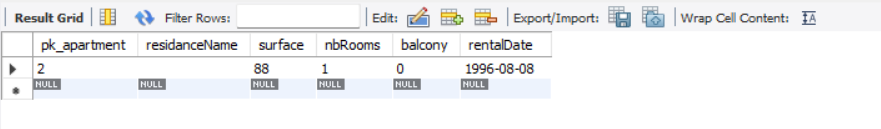 Result Grid Filter Rows: Edit: Export/Import: Wrap Cell Content: IA
pk_apartment residanceName surface nbRooms balcony rentalDate
2 88 1 0 1996-08-08
NULL NULL NULL NULL NULL NULL